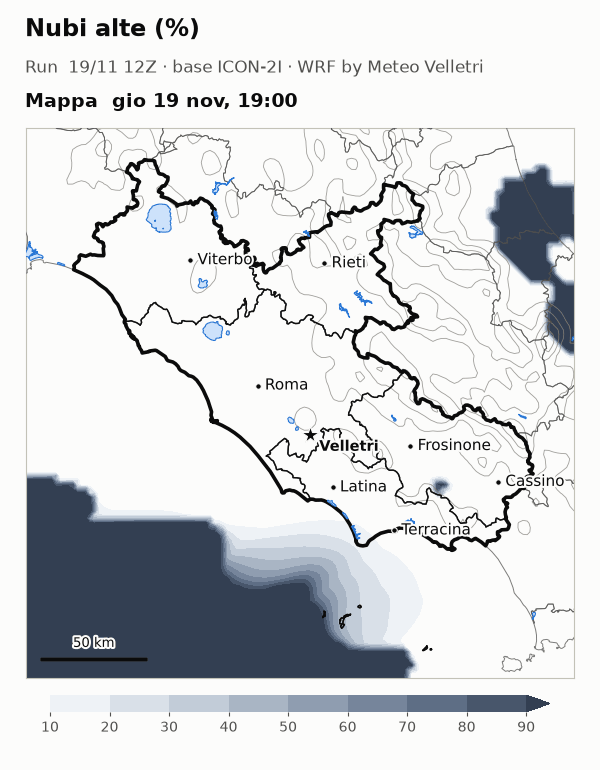 Nubi alte (%)
Run 19/11 12Z · base ICON-2I · WRF by Meteo Velletri
Mappa gio 19 nov, 19:00
Viterbo
Rieti
Roma
Velletri
Frosinone
Cassino
Latina
Terracina
50 km
10 20 30 40 50 60 70 80 90